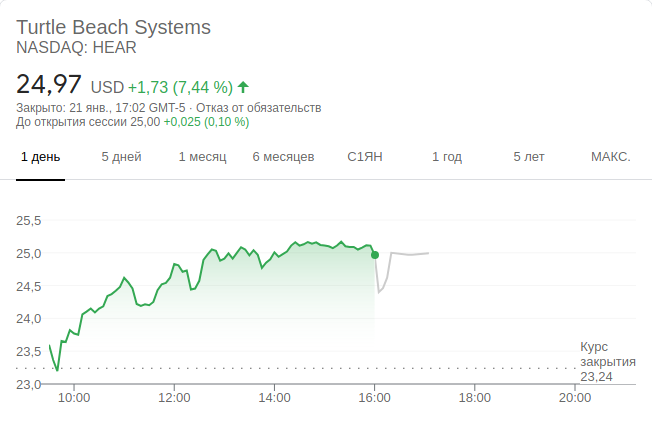 Turtle Beach Systems
NASDAQ: HEAR
24,97 USD +1,73 (7,44 %) ↑
Закрыто: 21 янв., 17:02 GMT-5 · Отказ от обязательств
До открытия сессии 25,00 +0,025 (0,10 %)
1 день 5 дней 1 месяц 6 месяцев С1ЯН 1 год 5 лет МАКС.
25,5
25,0
24,5
24,0
23,5
23,0
Курс
закрытия
23,24
10:00 12:00 14:00 16:00 18:00 20:00